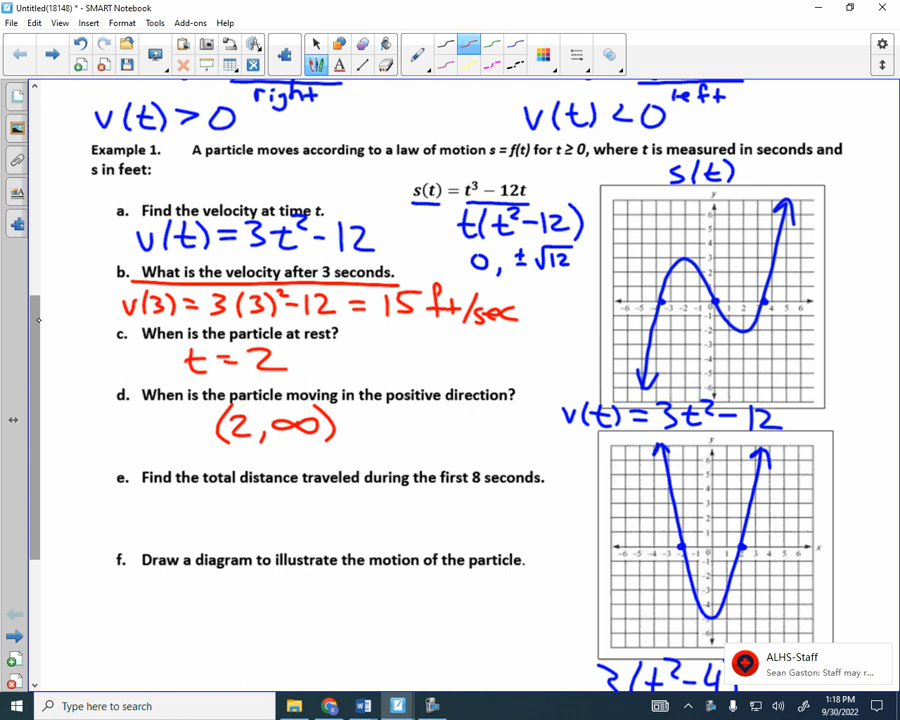 Untitled(18148) * - SMART Notebook
File Edit View Insert Format Tools Add-ons Help
right left
v(t) > 0 v(t) < 0
Example 1. A particle moves according to a law of motion s = f(t) for t ≥ 0, where t is measured in seconds and
s in feet:
s(t)
s(t) = t³ − 12t
a. Find the velocity at time t.
t(t²−12)
v(t) = 3t²−12
0, ±√12
b. What is the velocity after 3 seconds.
v(3) = 3(3)²−12 = 15 ft/sec
c. When is the particle at rest?
t = 2
d. When is the particle moving in the positive direction?
(2, ∞)
v(t) = 3t²−12
e. Find the total distance traveled during the first 8 seconds.
f. Draw a diagram to illustrate the motion of the particle.
ALHS-Staff
Sean Gaston: Staff may r...
3(t²−4
Type here to search
1:18 PM
9/30/2022